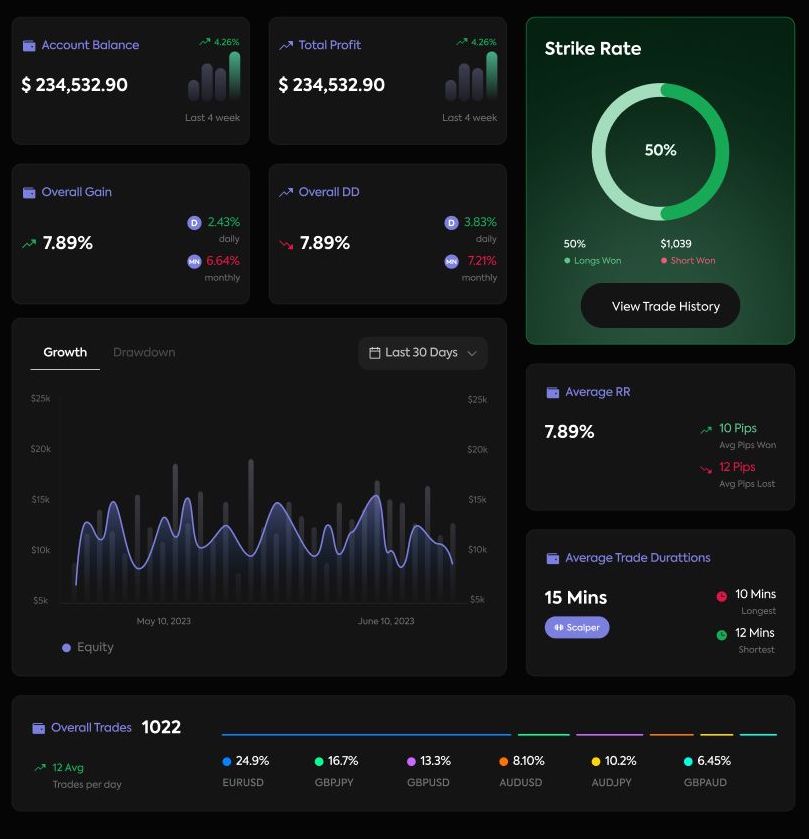 Account Balance
4.26%
$ 234,532.90
Last 4 week
Total Profit
4.26%
$ 234,532.90
Last 4 week
Strike Rate
50%
50%
Longs Won
$1,039
Short Won
View Trade History
Overall Gain
7.89%
D 2.43%
daily
MN 6.64%
monthly
Overall DD
7.89%
D 3.83%
daily
MN 7.21%
monthly
Growth
Drawdown
Last 30 Days
$25k
$20k
$15k
$10k
$5k
$25k
$20k
$15k
$10k
$5k
May 10, 2023
June 10, 2023
Equity
Average RR
7.89%
10 Pips
Avg Pips Won
12 Pips
Avg Pips Lost
Average Trade Durattions
15 Mins
Scalper
10 Mins
Longest
12 Mins
Shortest
Overall Trades 1022
12 Avg
Trades per day
24.9%
EURUSD
16.7%
GBPJPY
13.3%
GBPUSD
8.10%
AUDUSD
10.2%
AUDJPY
6.45%
GBPAUD